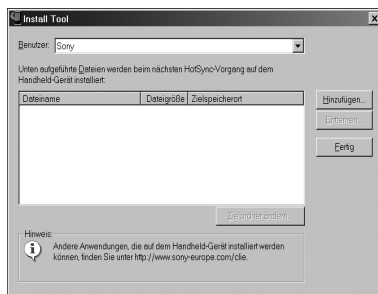 Install Tool
Benutzer: Sony
Unten aufgeführte Dateien werden beim nächsten HotSync-Vorgang auf dem
Handheld-Gerät installiert:
Dateiname Dateigröße Zielspeicherort
Hinzufügen...
Entfernen...
Fertig
Zielordner ändern...
Hinweis:
Andere Anwendungen, die auf dem Handheld-Gerät installiert werden
können, finden Sie unter http://www.sony-europe.com/clie.